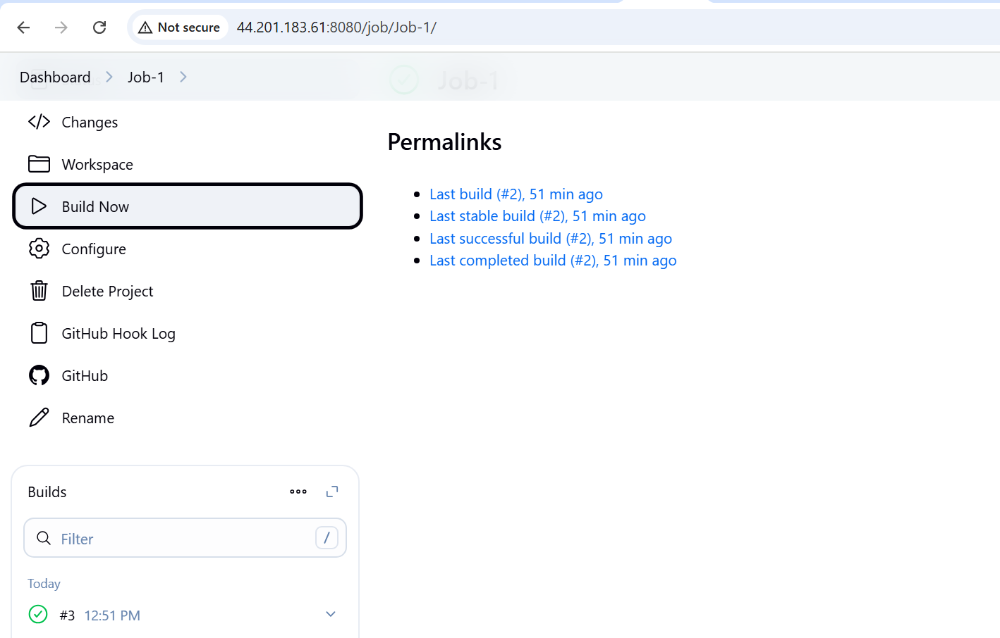 Not secure 44.201.183.61:8080/job/Job-1/
Dashboard Job-1
Job-1
Changes
Workspace
Build Now
Configure
Delete Project
GitHub Hook Log
GitHub
Rename
Permalinks
Last build (#2), 51 min ago
Last stable build (#2), 51 min ago
Last successful build (#2), 51 min ago
Last completed build (#2), 51 min ago
Builds
Filter /
Today
#3 12:51 PM